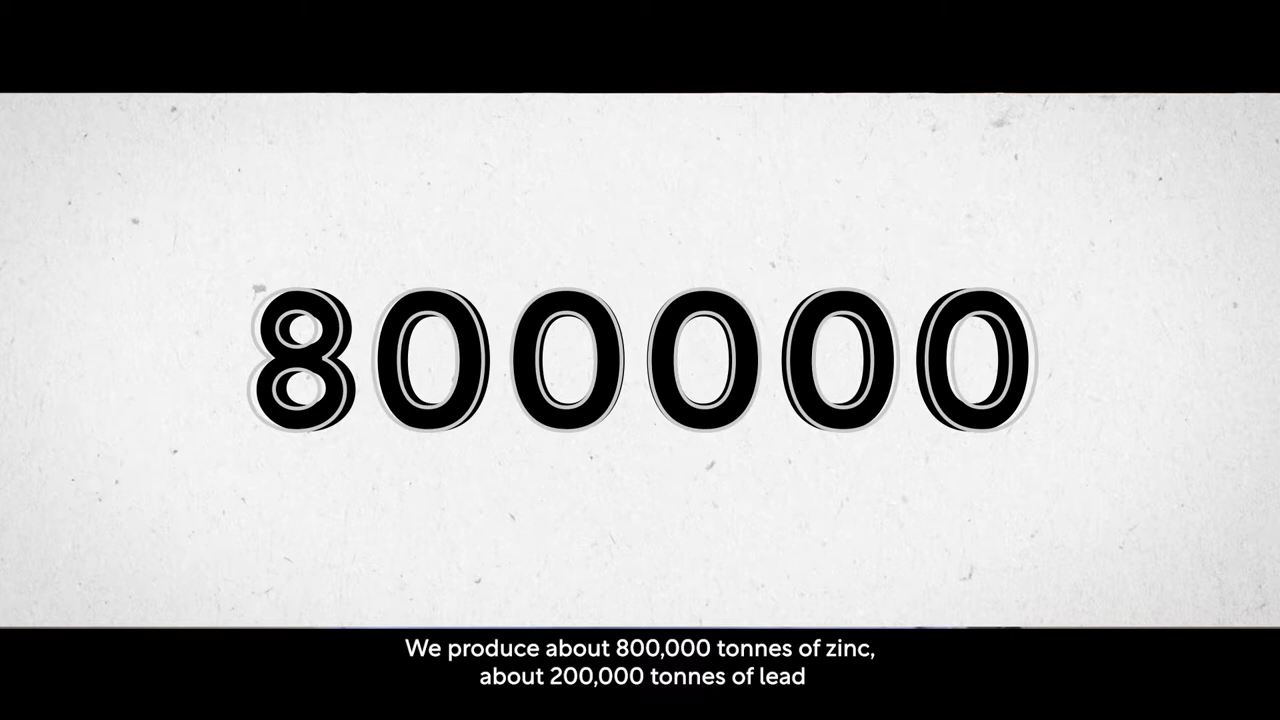 800000
We produce about 800,000 tonnes of zinc,
about 200,000 tonnes of lead